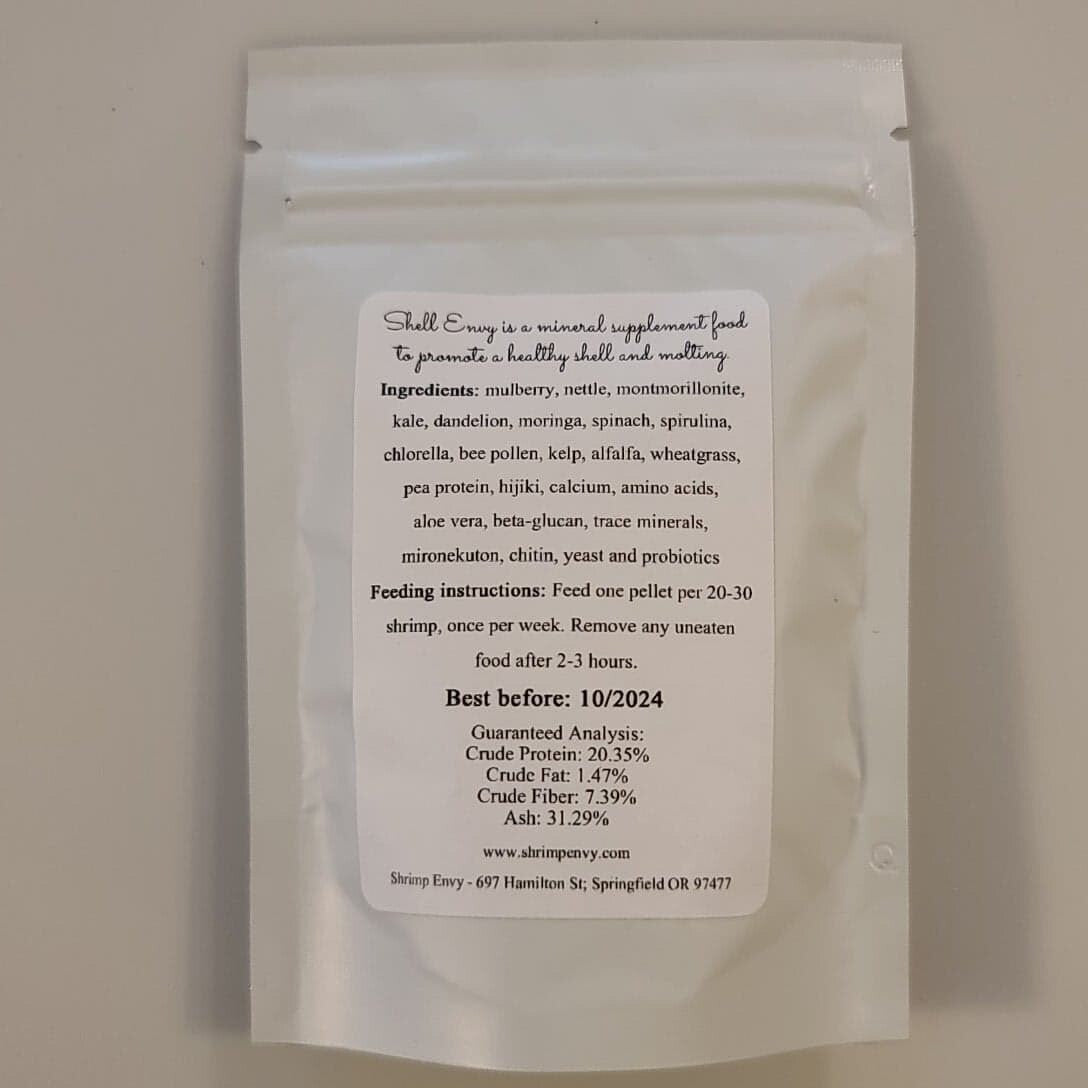 Shell Envy is a mineral supplement food
to promote a healthy shell and molting.
Ingredients: mulberry, nettle, montmorillonite,
kale, dandelion, moringa, spinach, spirulina,
chlorella, bee pollen, kelp, alfalfa, wheatgrass,
pea protein, hijiki, calcium, amino acids,
aloe vera, beta-glucan, trace minerals,
mironekuton, chitin, yeast and probiotics
Feeding instructions: Feed one pellet per 20-30
shrimp, once per week. Remove any uneaten
food after 2-3 hours.
Best before: 10/2024
Guaranteed Analysis:
Crude Protein: 20.35%
Crude Fat: 1.47%
Crude Fiber: 7.39%
Ash: 31.29%
www.shrimpenvy.com
Shrimp Envy - 697 Hamilton St; Springfield OR 97477